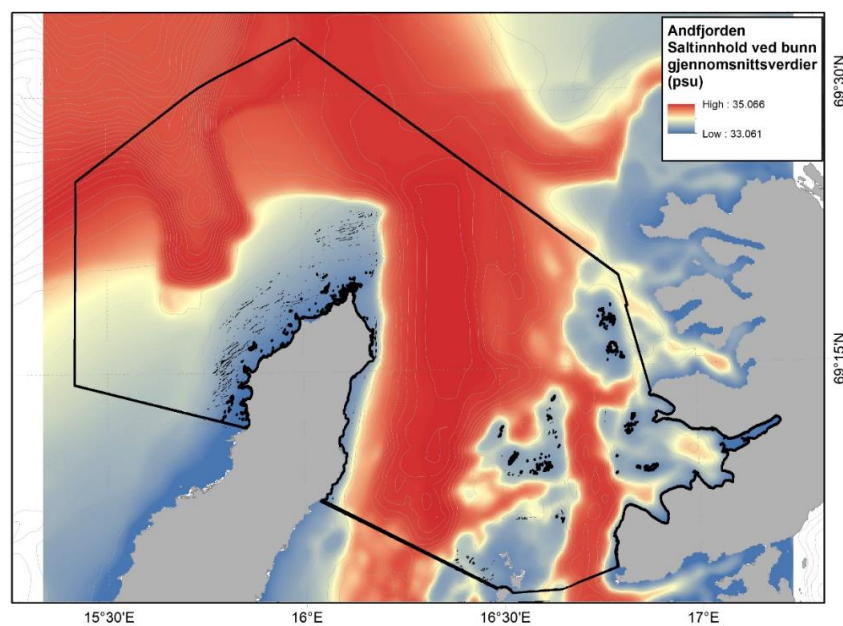 Andfjorden
Saltinnhold ved bunn
gjennomsnittsverdier
(psu)
High : 35.066
Low : 33.061
69°30'N
69°15'N
15°30'E
16°E
16°30'E
17°E